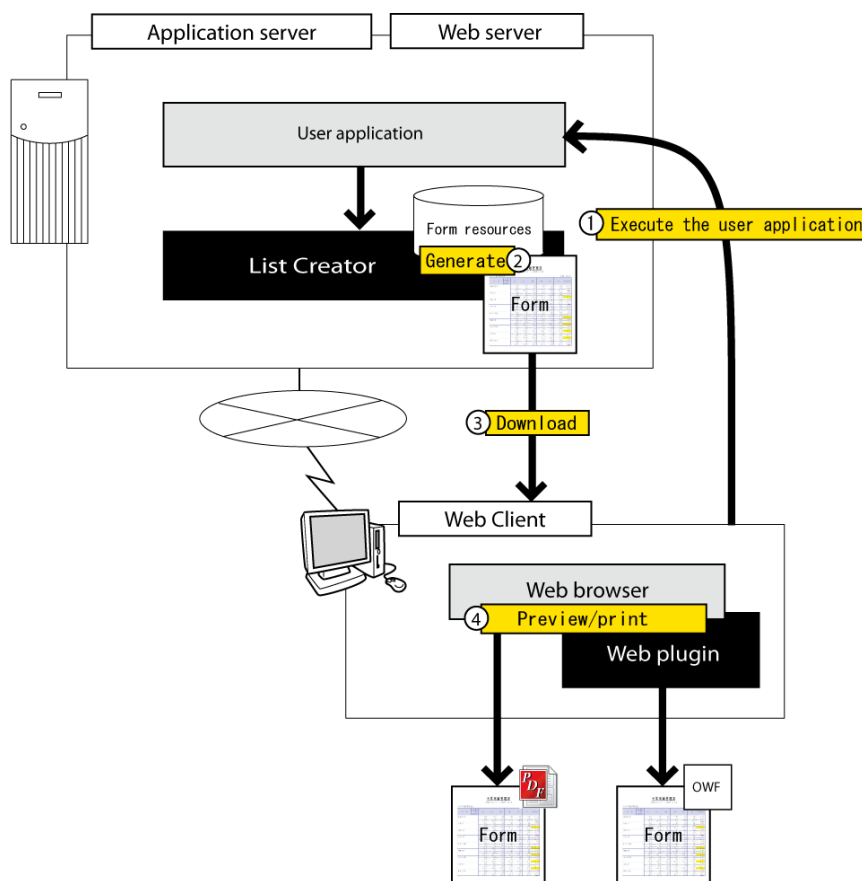 Application server
Web server
User application
① Execute the user application
Form resources
List Creator
Generate ②
Form
③ Download
Web Client
Web browser
④ Preview/print
Web plugin
PDF
OWF
Form
Form